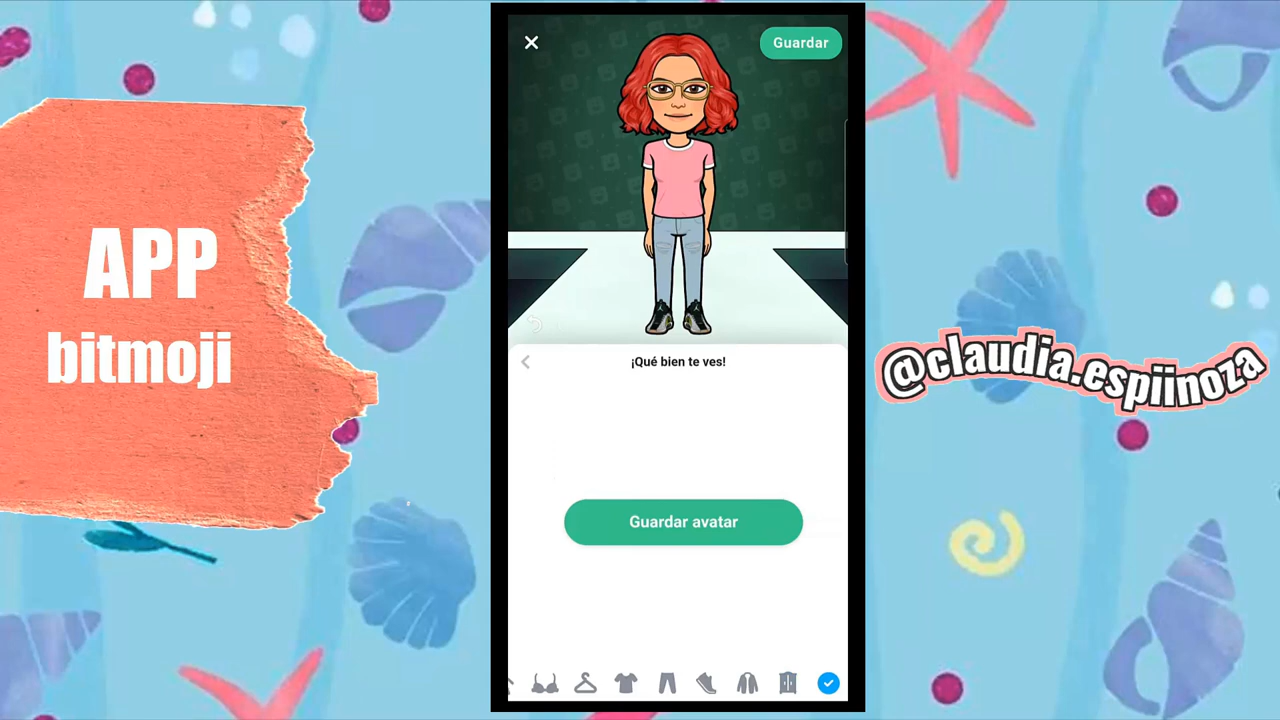 APP
bitmoji
Guardar
¡Qué bien te ves!
Guardar avatar
@claudia.espiinoza